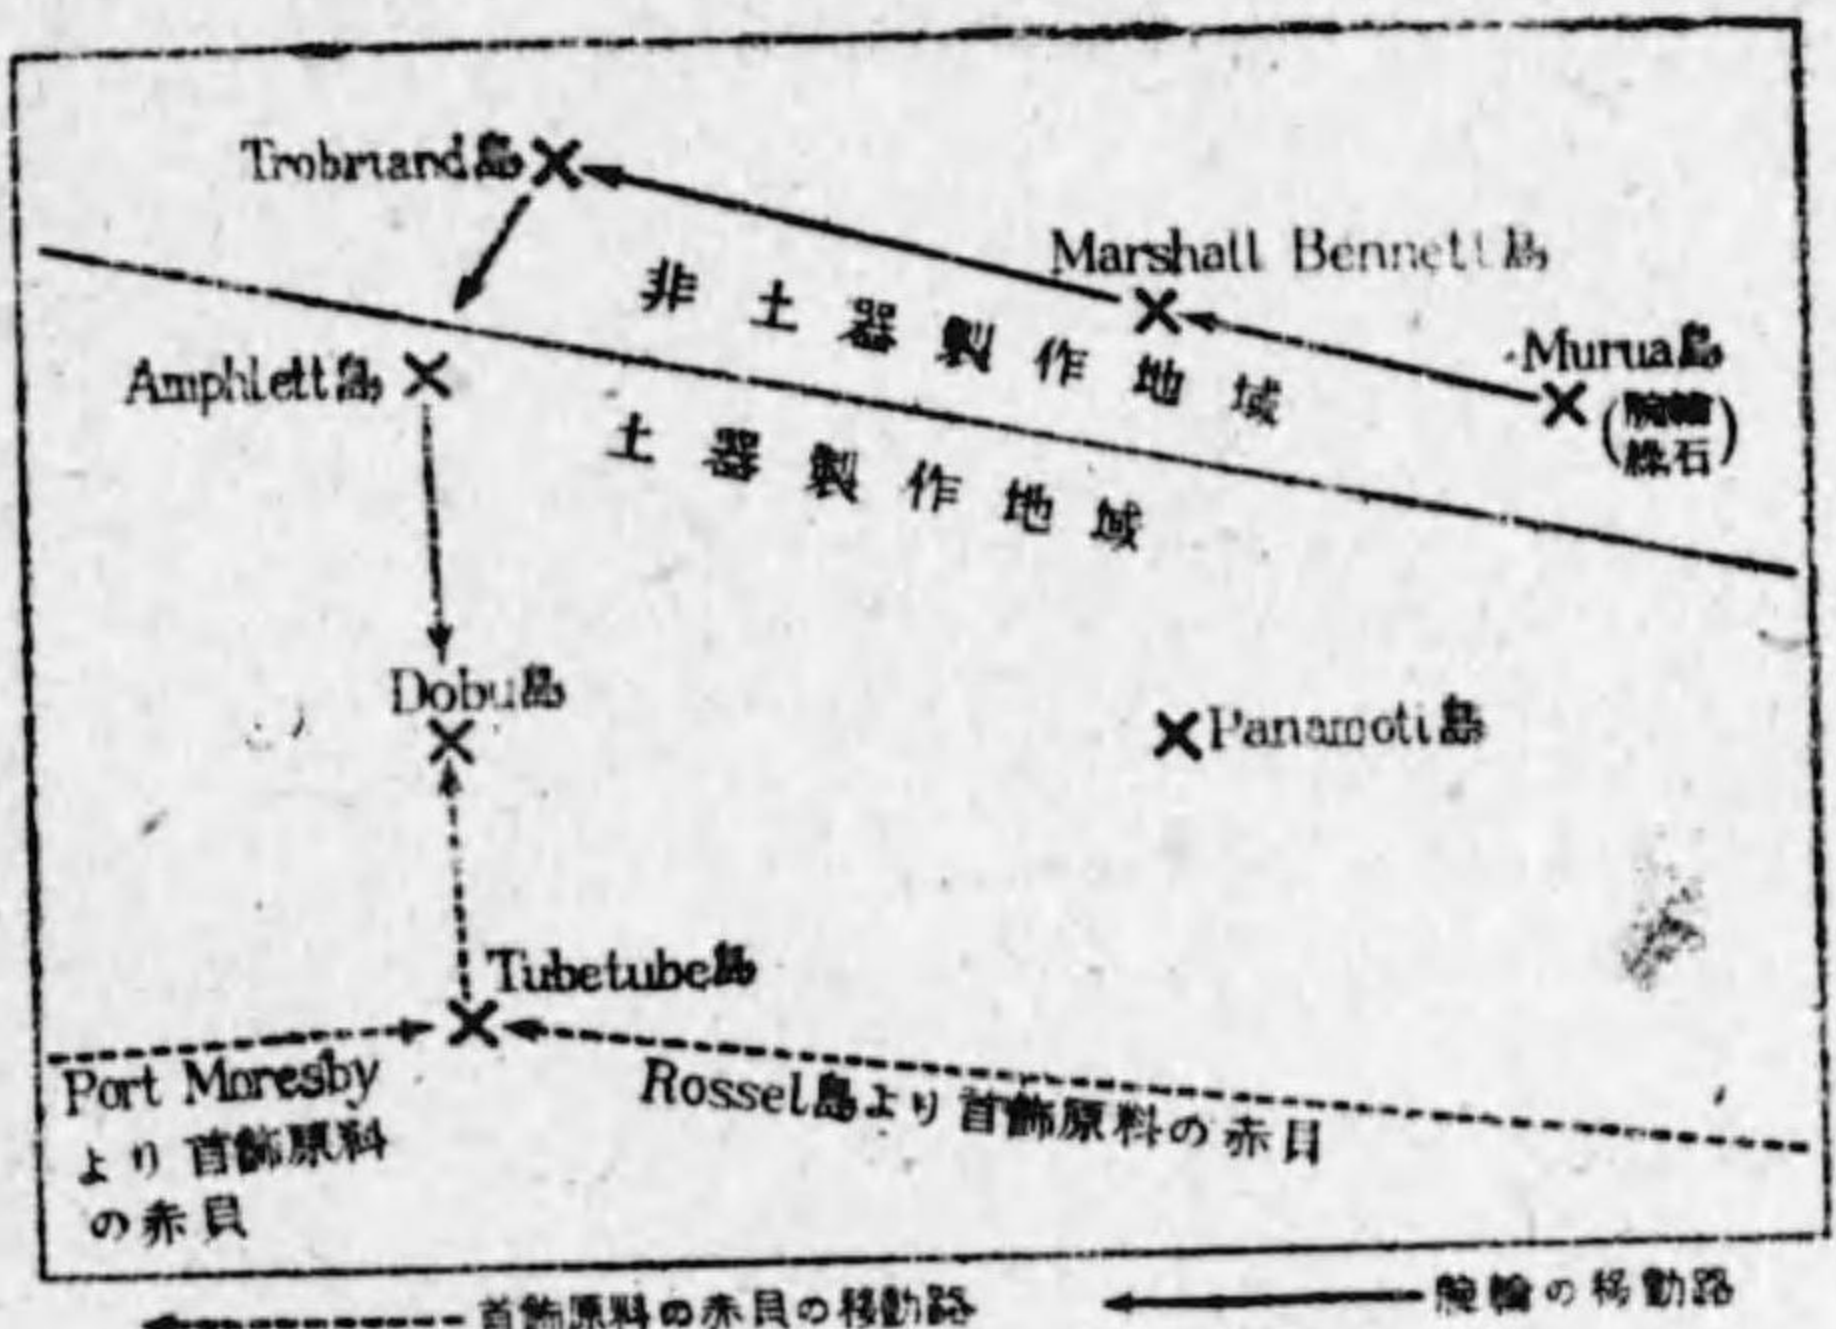 Trobriand島
Marshall Bennett島
Murua島
(腕輪
緑石)
非土器製作地域
Amphlett島
土器製作地域
Dobu島
Panamoti島
Tubetube島
Port Moresby
より首飾原料
の赤貝
Rossel島より首飾原料の赤貝
首飾原料の赤貝の移動路
腕輪の移動路